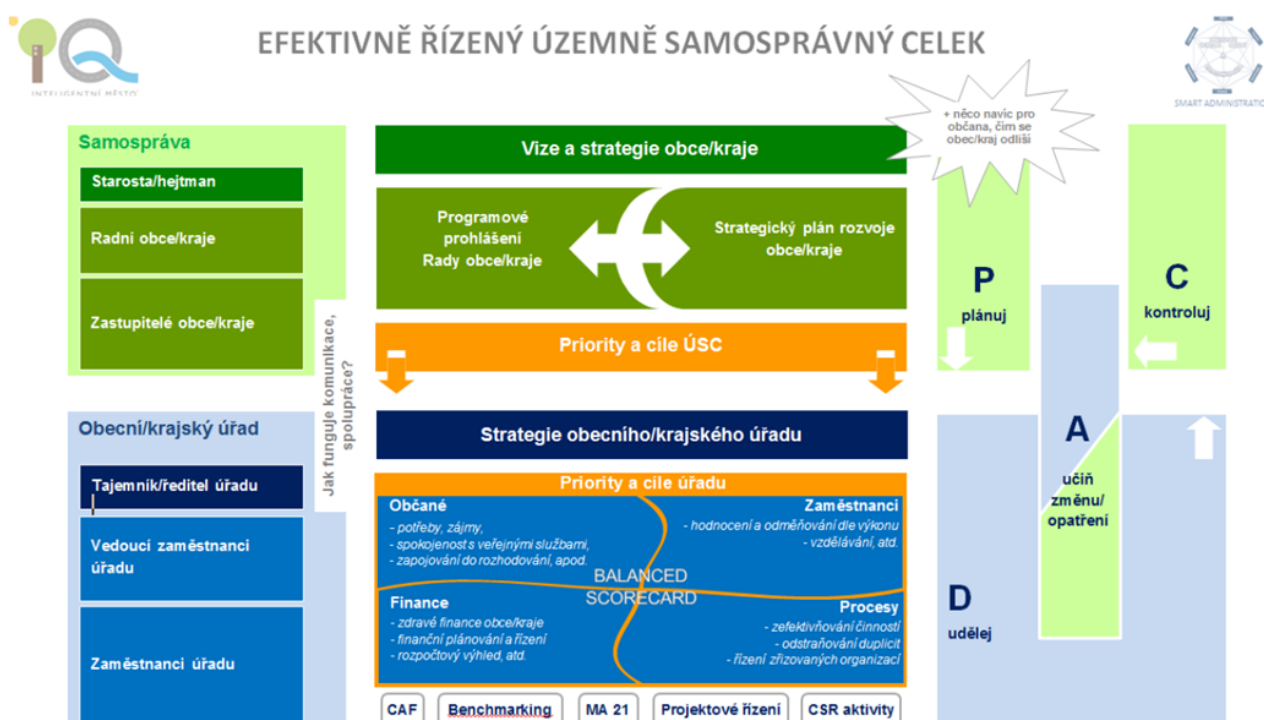 EFEKTIVNĚ ŘÍZENÝ ÚZEMNĚ SAMOSPRÁVNÝ CELEK
IQ
INTELIGENTNÍ MĚSTO
SMART ADMINISTRATIO
+ něco navíc pro
občana, čím se
obec/kraj odliší
Samospráva
Starosta/hejtman
Radní obce/kraje
Zastupitelé obce/kraje
Jak funguje komunikace,
spolupráce?
Obecní/krajský úřad
Tajemník/ředitel úřadu
Vedoucí zaměstnanci
úřadu
Zaměstnanci úřadu
Vize a strategie obce/kraje
Programové
prohlášení
Rady obce/kraje
Strategický plán rozvoje
obce/kraje
Priority a cíle ÚSC
Strategie obecního/krajského úřadu
Priority a cíle úřadu
Občané
- potřeby, zájmy,
- spokojenost s veřejnými službami,
- zapojování do rozhodování, apod.
Zaměstnanci
- hodnocení a odměňování dle výkonu
- vzdělávání, atd.
BALANCED
SCORECARD
Finance
- zdravé finance obce/kraje
- finanční plánování a řízení
- rozpočtový výhled, atd.
Procesy
- zefektivňování činností
- odstraňování duplicit
- řízení zřizovaných organizací
CAF
Benchmarking
MA 21
Projektové řízení
CSR aktivity
P
plánuj
C
kontroluj
A
učiň
změnu/
opatření
D
udělej